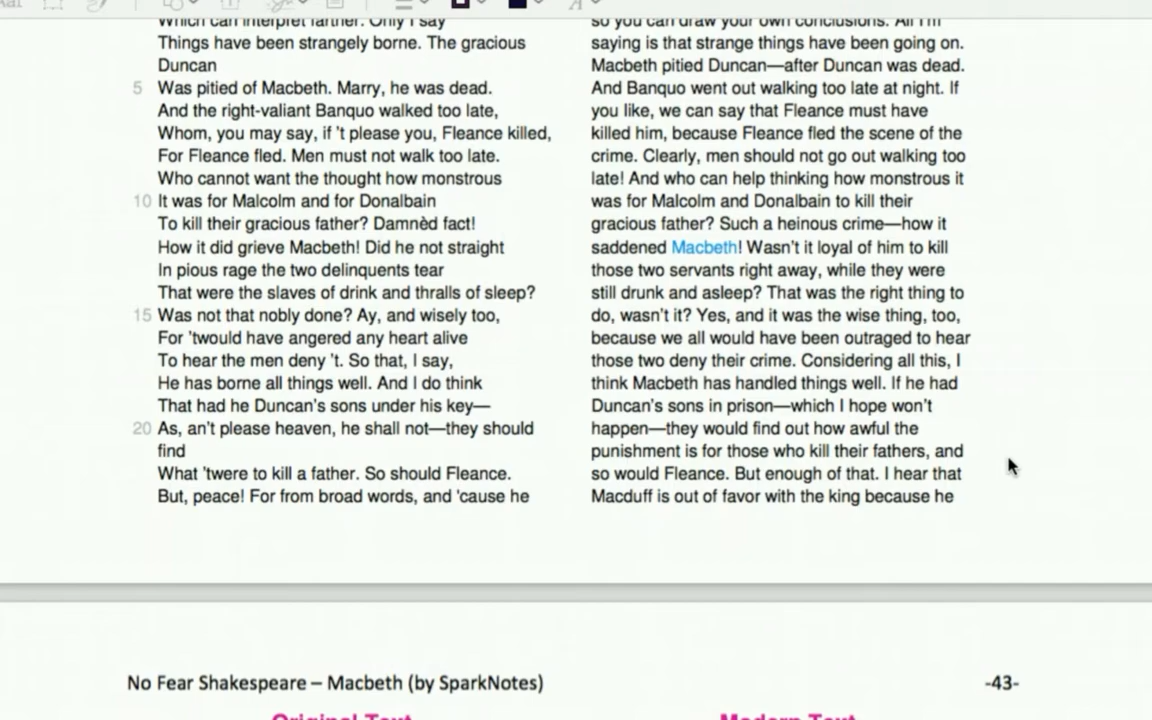 Which can interpret farther. Only I say
Things have been strangely borne. The gracious
Duncan
5 Was pitied of Macbeth. Marry, he was dead.
And the right-valiant Banquo walked too late,
Whom, you may say, if 't please you, Fleance killed,
For Fleance fled. Men must not walk too late.
Who cannot want the thought how monstrous
10 It was for Malcolm and for Donalbain
To kill their gracious father? Damnèd fact!
How it did grieve Macbeth! Did he not straight
In pious rage the two delinquents tear
That were the slaves of drink and thralls of sleep?
15 Was not that nobly done? Ay, and wisely too,
For 'twould have angered any heart alive
To hear the men deny 't. So that, I say,
He has borne all things well. And I do think
That had he Duncan's sons under his key—
20 As, an't please heaven, he shall not—they should
find
What 'twere to kill a father. So should Fleance.
But, peace! For from broad words, and 'cause he
so you can draw your own conclusions. All I'm
saying is that strange things have been going on.
Macbeth pitied Duncan—after Duncan was dead.
And Banquo went out walking too late at night. If
you like, we can say that Fleance must have
killed him, because Fleance fled the scene of the
crime. Clearly, men should not go out walking too
late! And who can help thinking how monstrous it
was for Malcolm and Donalbain to kill their
gracious father? Such a heinous crime—how it
saddened Macbeth! Wasn't it loyal of him to kill
those two servants right away, while they were
still drunk and asleep? That was the right thing to
do, wasn't it? Yes, and it was the wise thing, too,
because we all would have been outraged to hear
those two deny their crime. Considering all this, I
think Macbeth has handled things well. If he had
Duncan's sons in prison—which I hope won't
happen—they would find out how awful the
punishment is for those who kill their fathers, and
so would Fleance. But enough of that. I hear that
Macduff is out of favor with the king because he
No Fear Shakespeare – Macbeth (by SparkNotes)
-43-
Original Text
Modern Text